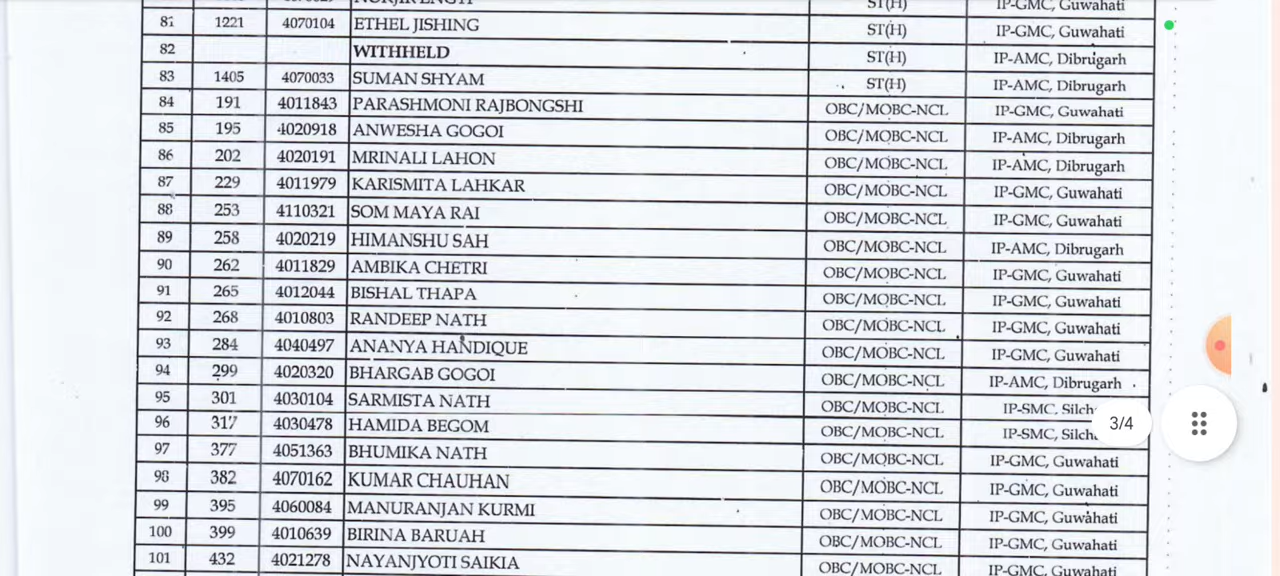 ST(H) IP-GMC, Guwahati
81 1221 4070104 ETHEL JISHING ST(H) IP-GMC, Guwahati
82 WITHHELD ST(H) IP-AMC, Dibrugarh
83 1405 4070033 SUMAN SHYAM ST(H) IP-AMC, Dibrugarh
84 191 4011843 PARASHMONI RAJBONGSHI OBC/MOBC-NCL IP-GMC, Guwahati
85 195 4020918 ANWESHA GOGOI OBC/MOBC-NCL IP-AMC, Dibrugarh
86 202 4020191 MRINALI LAHON OBC/MOBC-NCL IP-AMC, Dibrugarh
87 229 4011979 KARISMITA LAHKAR OBC/MOBC-NCL IP-GMC, Guwahati
88 253 4110321 SOM MAYA RAI OBC/MOBC-NCL IP-GMC, Guwahati
89 258 4020219 HIMANSHU SAH OBC/MOBC-NCL IP-AMC, Dibrugarh
90 262 4011829 AMBIKA CHETRI OBC/MOBC-NCL IP-GMC, Guwahati
91 265 4012044 BISHAL THAPA OBC/MOBC-NCL IP-GMC, Guwahati
92 268 4010803 RANDEEP NATH OBC/MOBC-NCL IP-GMC, Guwahati
93 284 4040497 ANANYA HANDIQUE OBC/MOBC-NCL IP-GMC, Guwahati
94 299 4020320 BHARGAB GOGOI OBC/MOBC-NCL IP-AMC, Dibrugarh
95 301 4030104 SARMISTA NATH OBC/MOBC-NCL IP-SMC, Silch
96 317 4030478 HAMIDA BEGOM OBC/MOBC-NCL IP-SMC, Silch
3/4
97 377 4051363 BHUMIKA NATH OBC/MOBC-NCL IP-GMC, Guwahati
98 382 4070162 KUMAR CHAUHAN OBC/MOBC-NCL IP-GMC, Guwahati
99 395 4060084 MANURANJAN KURMI OBC/MOBC-NCL IP-GMC, Guwahati
100 399 4010639 BIRINA BARUAH OBC/MOBC-NCL IP-GMC, Guwahati
101 432 4021278 NAYANJYOTI SAIKIA OBC/MOBC-NCL IP-GMC, Guwahati